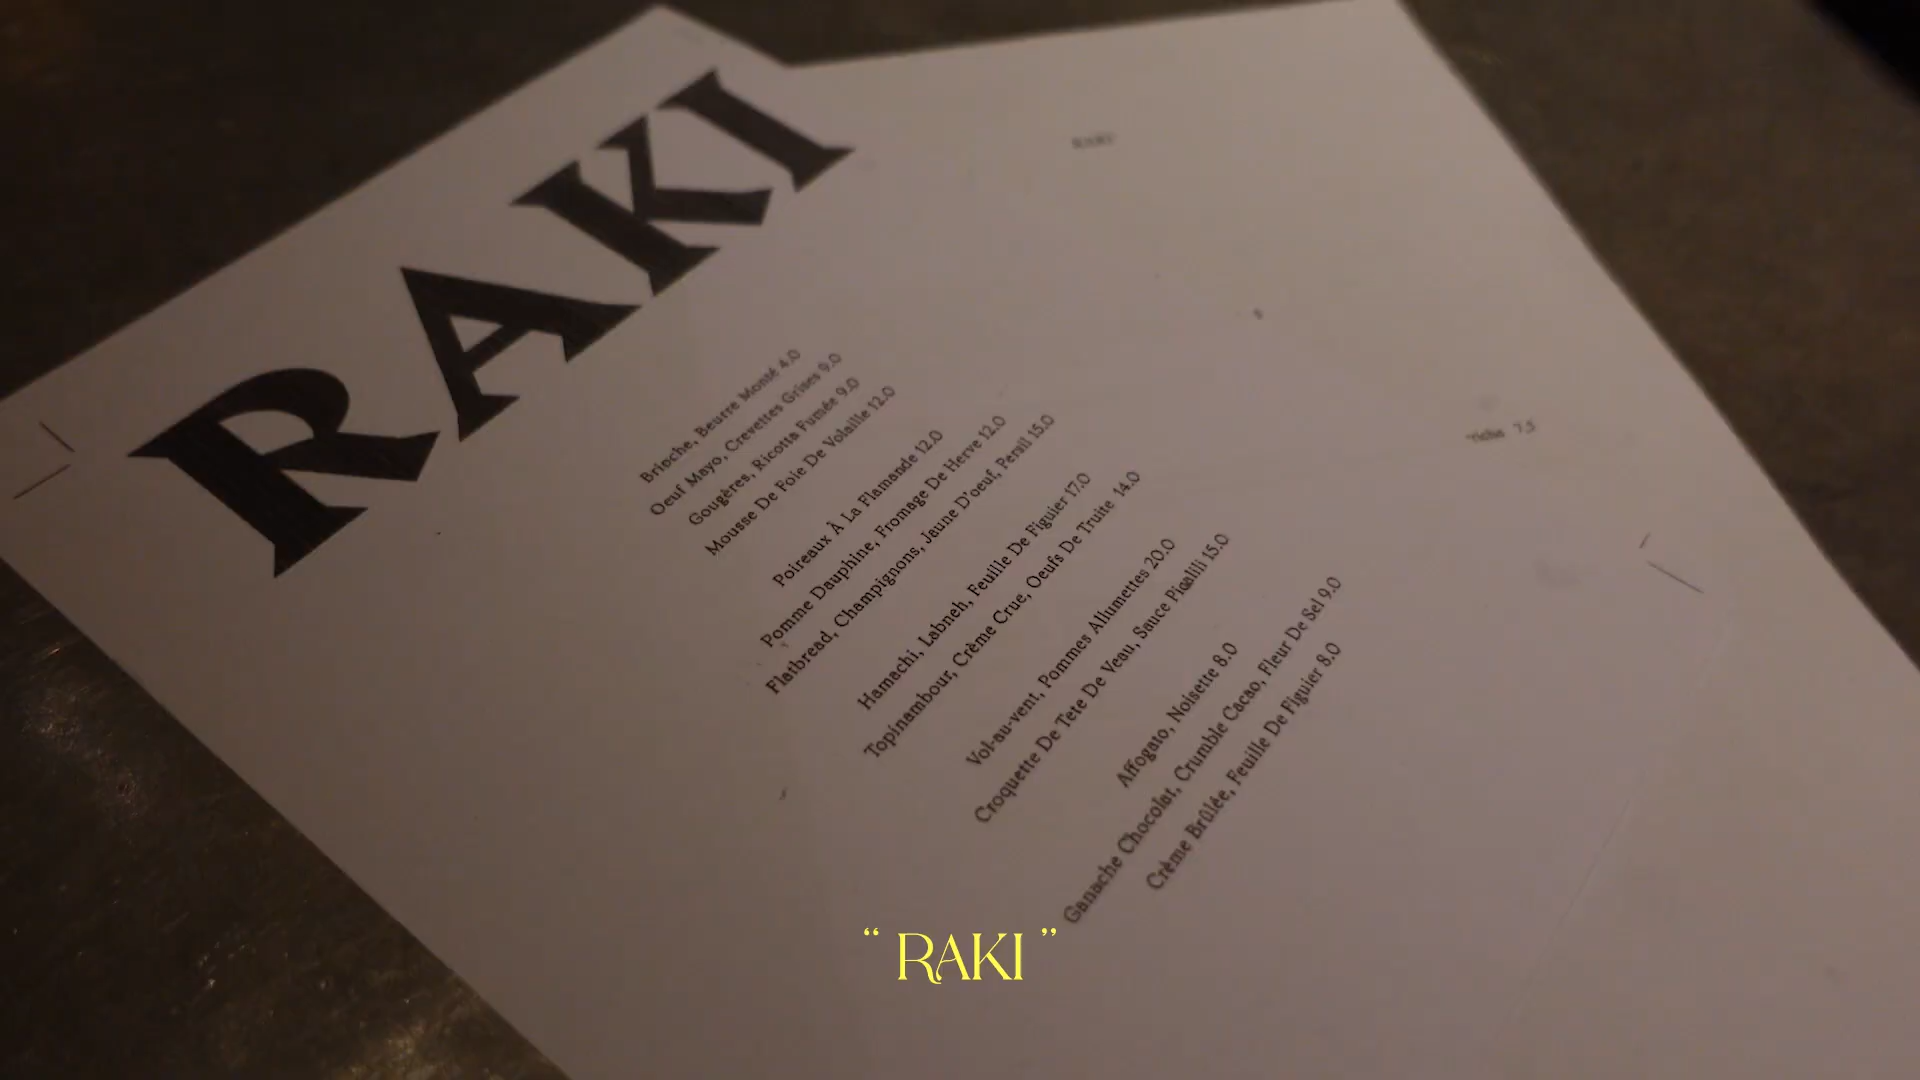 RAKI
Brioche, Beurre Monté 4.0
Oeuf Mayo, Crevettes Grises 9.0
Gougères, Ricotta Fumée 9.0
Mousse De Foie De Volaille 12.0
Poireaux À La Flamande 12.0
Pomme Dauphine, Fromage De Herve 12.0
Flatbread, Champignons, Jaune D'oeuf, Persil 15.0
Hamachi, Labneh, Feuille De Figuier 17.0
Topinambour, Crème Crue, Oeufs De Truite 14.0
Vol-au-vent, Pommes Allumettes 20.0
Croquette De Tete De Veau, Sauce Picalilli 15.0
Affogato, Noisette 8.0
Ganache Chocolat, Crumble Cacao, Fleur De Sel 9.0
Crème Brûlée, Feuille De Figuier 8.0
RAKI
7.5
“ RAKI ”